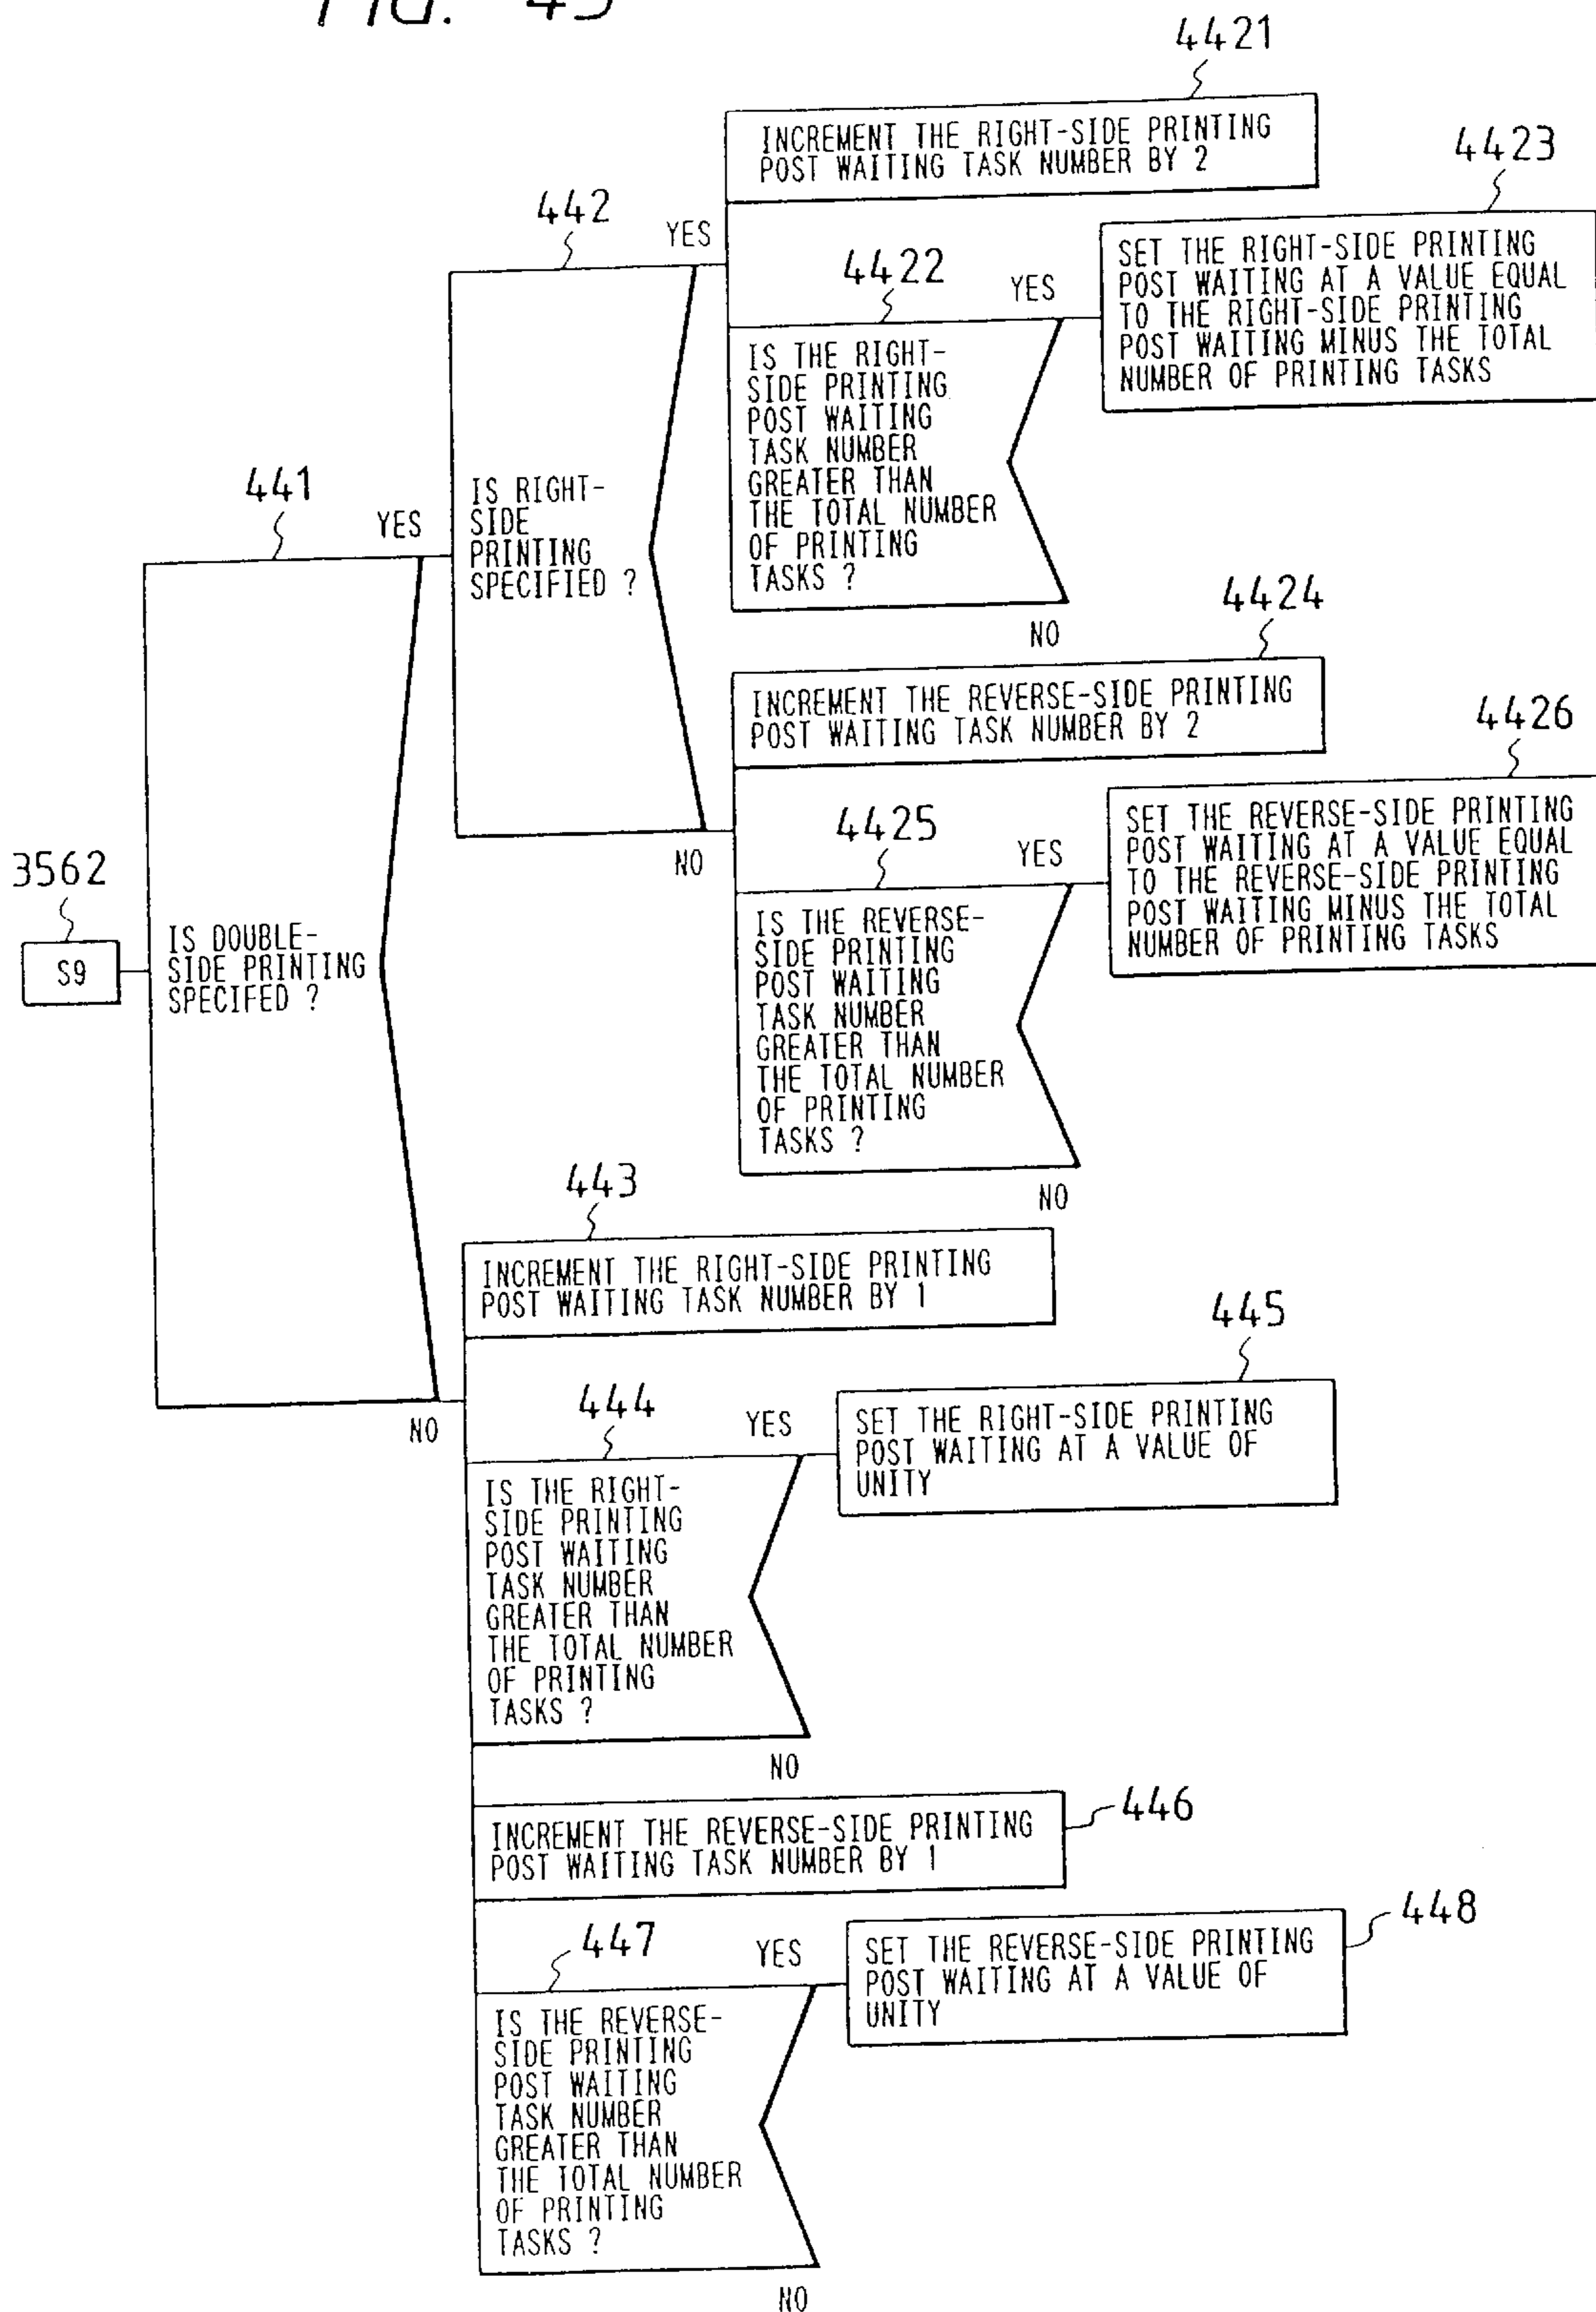 FIG. 45
4421
INCREMENT THE RIGHT-SIDE PRINTING
POST WAITING TASK NUMBER BY 2
4423
442
YES
4422
YES
SET THE RIGHT-SIDE PRINTING
POST WAITING AT A VALUE EQUAL
TO THE RIGHT-SIDE PRINTING
POST WAITING MINUS THE TOTAL
NUMBER OF PRINTING TASKS
IS THE RIGHT-
SIDE PRINTING
POST WAITING
TASK NUMBER
GREATER THAN
THE TOTAL NUMBER
OF PRINTING
TASKS ?
NO
441
YES
IS RIGHT-
SIDE
PRINTING
SPECIFIED ?
NO
4424
INCREMENT THE REVERSE-SIDE PRINTING
POST WAITING TASK NUMBER BY 2
4426
4425
YES
SET THE REVERSE-SIDE PRINTING
POST WAITING AT A VALUE EQUAL
TO THE REVERSE-SIDE PRINTING
POST WAITING MINUS THE TOTAL
NUMBER OF PRINTING TASKS
IS THE REVERSE-
SIDE PRINTING
POST WAITING
TASK NUMBER
GREATER THAN
THE TOTAL NUMBER
OF PRINTING
TASKS ?
NO
3562
S9
IS DOUBLE-
SIDE PRINTING
SPECIFED ?
NO
443
INCREMENT THE RIGHT-SIDE PRINTING
POST WAITING TASK NUMBER BY 1
445
444
YES
SET THE RIGHT-SIDE PRINTING
POST WAITING AT A VALUE OF
UNITY
IS THE RIGHT-
SIDE PRINTING
POST WAITING
TASK NUMBER
GREATER THAN
THE TOTAL NUMBER
OF PRINTING
TASKS ?
NO
446
INCREMENT THE REVERSE-SIDE PRINTING
POST WAITING TASK NUMBER BY 1
448
447
YES
SET THE REVERSE-SIDE PRINTING
POST WAITING AT A VALUE OF
UNITY
IS THE REVERSE-
SIDE PRINTING
POST WAITING
TASK NUMBER
GREATER THAN
THE TOTAL NUMBER
OF PRINTING
TASKS ?
NO